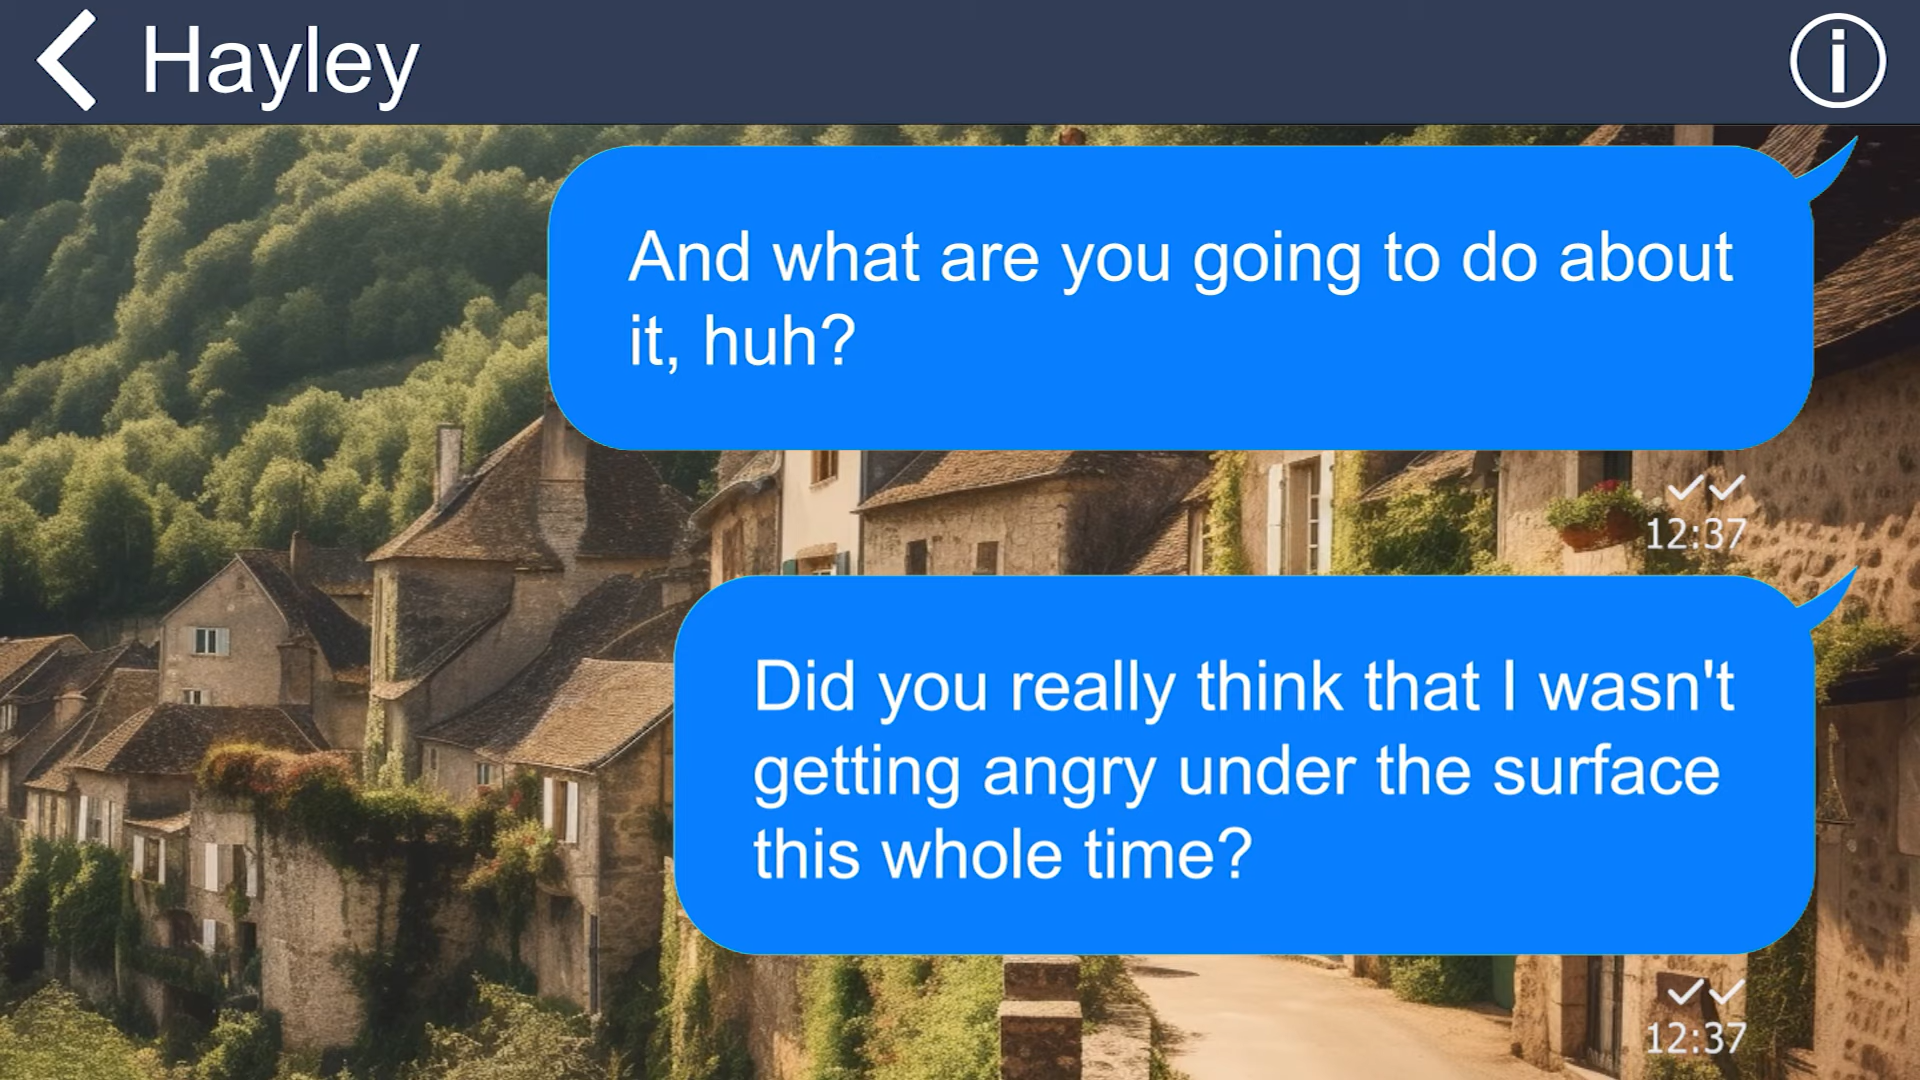 Hayley
And what are you going to do about
it, huh?
12:37
Did you really think that I wasn't
getting angry under the surface
this whole time?
12:37